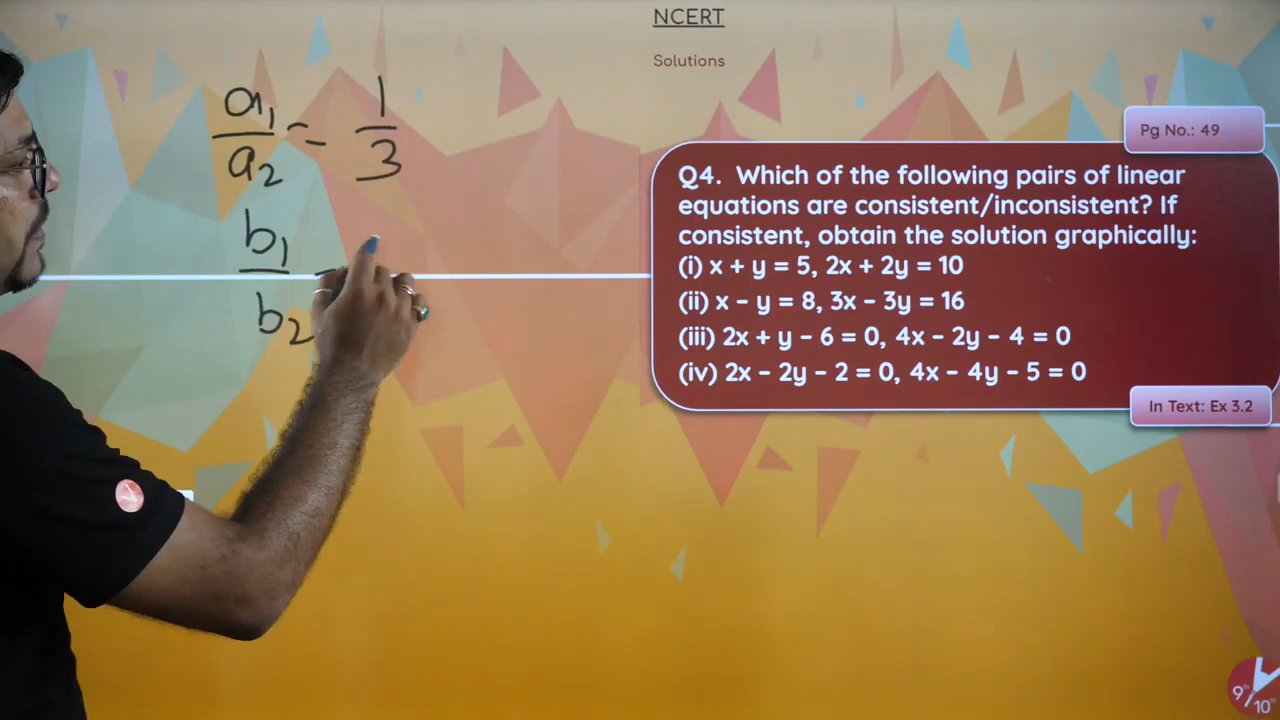 NCERT
Solutions
Pg No.: 49
a₁/a₂ = 1/3
b₁/b₂ =
Q4. Which of the following pairs of linear
equations are consistent/inconsistent? If
consistent, obtain the solution graphically:
(i) x + y = 5, 2x + 2y = 10
(ii) x – y = 8, 3x – 3y = 16
(iii) 2x + y – 6 = 0, 4x – 2y – 4 = 0
(iv) 2x – 2y – 2 = 0, 4x – 4y – 5 = 0
In Text: Ex 3.2
V
9th/10th